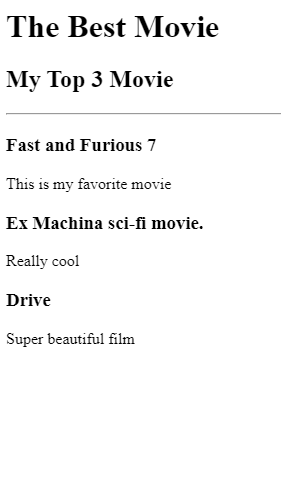 The Best Movie
My Top 3 Movie
Fast and Furious 7
This is my favorite movie
Ex Machina sci-fi movie.
Really cool
Drive
Super beautiful film